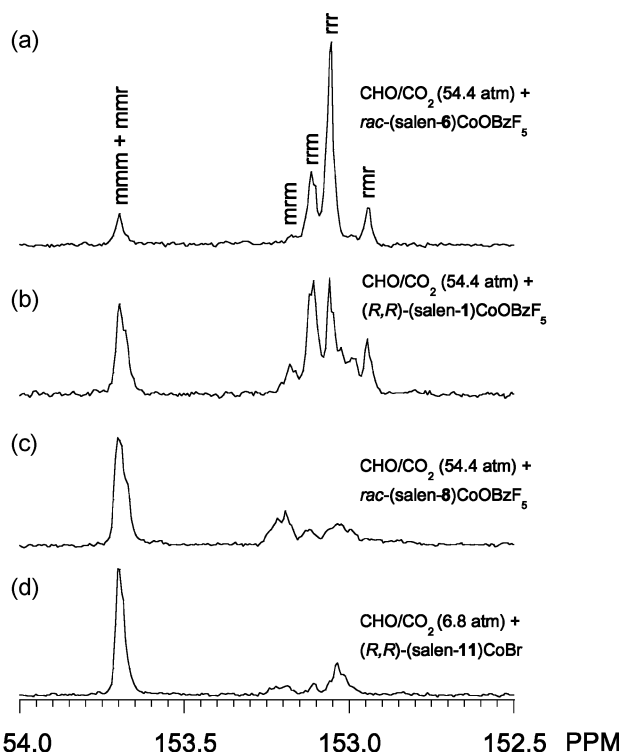 (a)
mmm + mmr
mrm
rrm
rrr
rmr
CHO/CO₂ (54.4 atm) +
rac-(salen-6)CoOBzF₅
(b)
CHO/CO₂ (54.4 atm) +
(R,R)-(salen-1)CoOBzF₅
(c)
CHO/CO₂ (54.4 atm) +
rac-(salen-8)CoOBzF₅
(d)
CHO/CO₂ (6.8 atm) +
(R,R)-(salen-11)CoBr
54.0 153.5 153.0 152.5 PPM